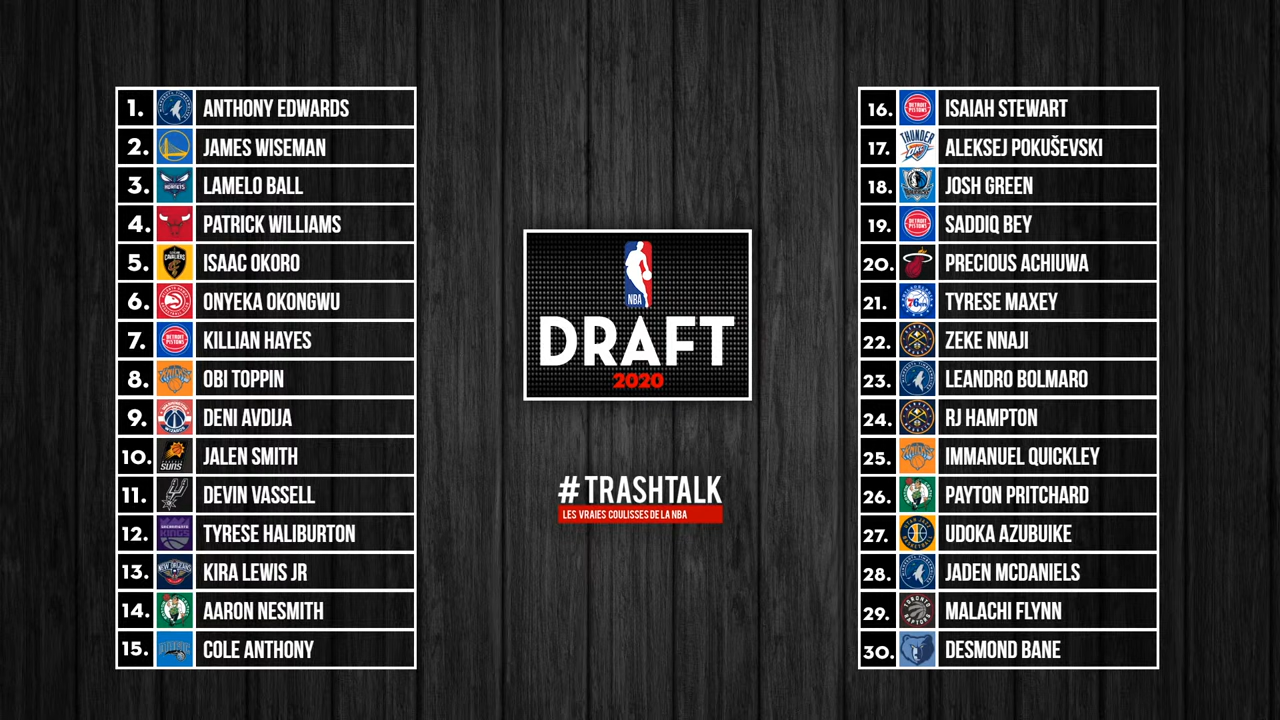 1. ANTHONY EDWARDS
2. JAMES WISEMAN
3. LAMELO BALL
4. PATRICK WILLIAMS
5. ISAAC OKORO
6. ONYEKA OKONGWU
7. KILLIAN HAYES
8. OBI TOPPIN
9. DENI AVDIJA
10. JALEN SMITH
11. DEVIN VASSELL
12. TYRESE HALIBURTON
13. KIRA LEWIS JR
14. AARON NESMITH
15. COLE ANTHONY
NBA
DRAFT
2020
#TRASHTALK
LES VRAIES COULISSES DE LA NBA
16. ISAIAH STEWART
17. ALEKSEJ POKUŠEVSKI
18. JOSH GREEN
19. SADDIQ BEY
20. PRECIOUS ACHIUWA
21. TYRESE MAXEY
22. ZEKE NNAJI
23. LEANDRO BOLMARO
24. RJ HAMPTON
25. IMMANUEL QUICKLEY
26. PAYTON PRITCHARD
27. UDOKA AZUBUIKE
28. JADEN MCDANIELS
29. MALACHI FLYNN
30. DESMOND BANE